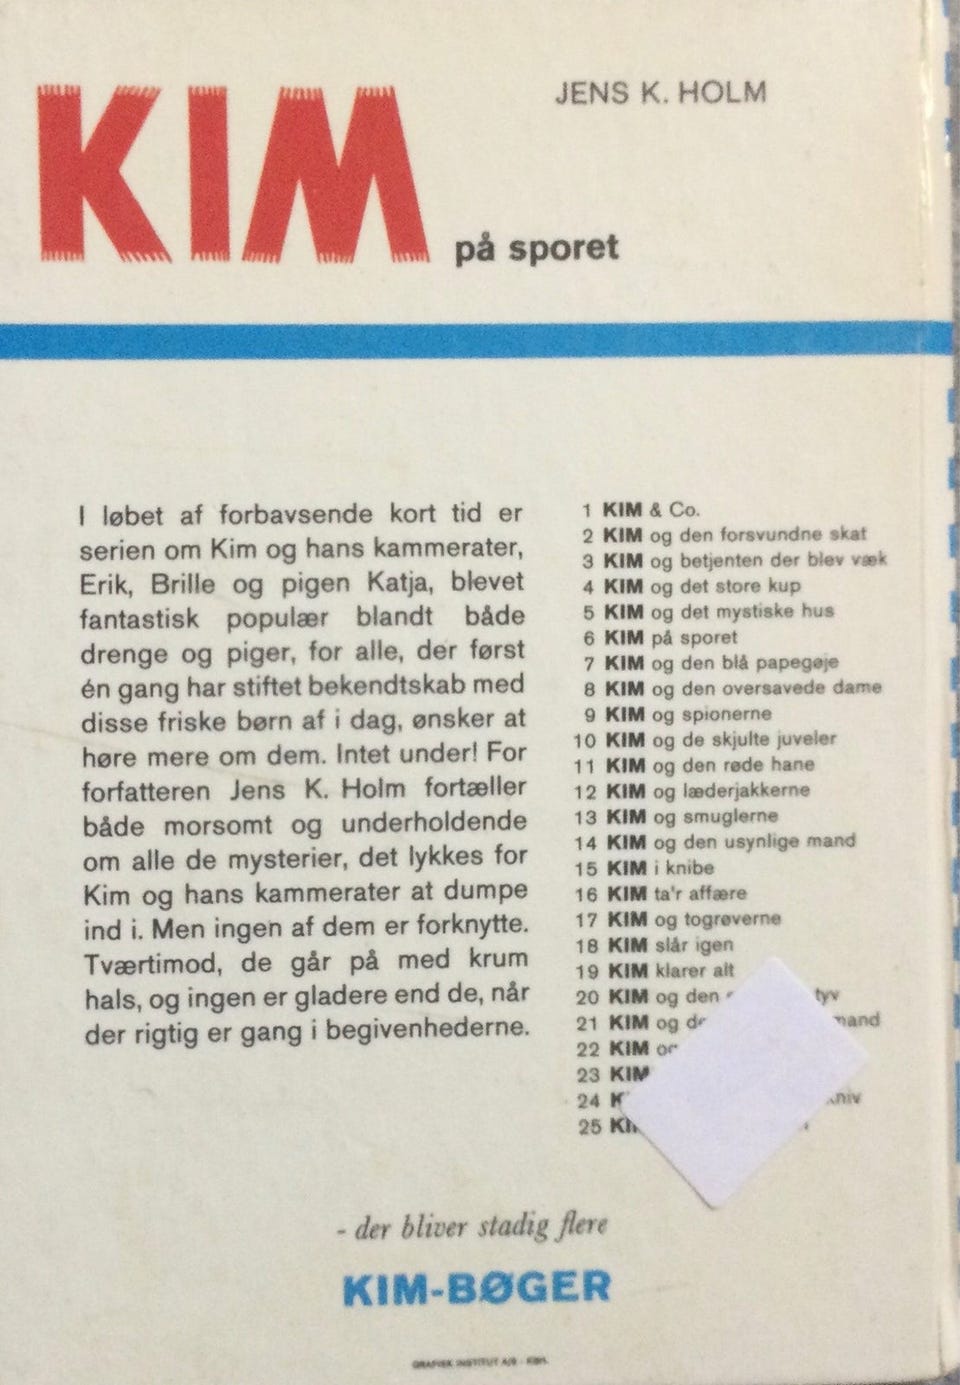 KIM
JENS K. HOLM
på sporet
I løbet af forbavsende kort tid er
serien om Kim og hans kammerater,
Erik, Brille og pigen Katja, blevet
fantastisk populær blandt både
drenge og piger, for alle, der først
én gang har stiftet bekendtskab med
disse friske børn af i dag, ønsker at
høre mere om dem. Intet under! For
forfatteren Jens K. Holm fortæller
både morsomt og underholdende
om alle de mysterier, det lykkes for
Kim og hans kammerater at dumpe
ind i. Men ingen af dem er forknytte.
Tværtimod, de går på med krum
hals, og ingen er gladere end de, når
der rigtig er gang i begivenhederne.
1 KIM & Co.
2 KIM og den forsvundne skat
3 KIM og betjenten der blev væk
4 KIM og det store kup
5 KIM og det mystiske hus
6 KIM på sporet
7 KIM og den blå papegøje
8 KIM og den oversavede dame
9 KIM og spionerne
10 KIM og de skjulte juveler
11 KIM og den røde hane
12 KIM og læderjakkerne
13 KIM og smuglerne
14 KIM og den usynlige mand
15 KIM i knibe
16 KIM ta'r affære
17 KIM og togrøverne
18 KIM slår igen
19 KIM klarer alt
20 KIM og den tyv
21 KIM og
22 KIM
23 KIM
24
25
- der bliver stadig flere
KIM-BØGER
GRAFISK INSTITUT A/S - KBH.